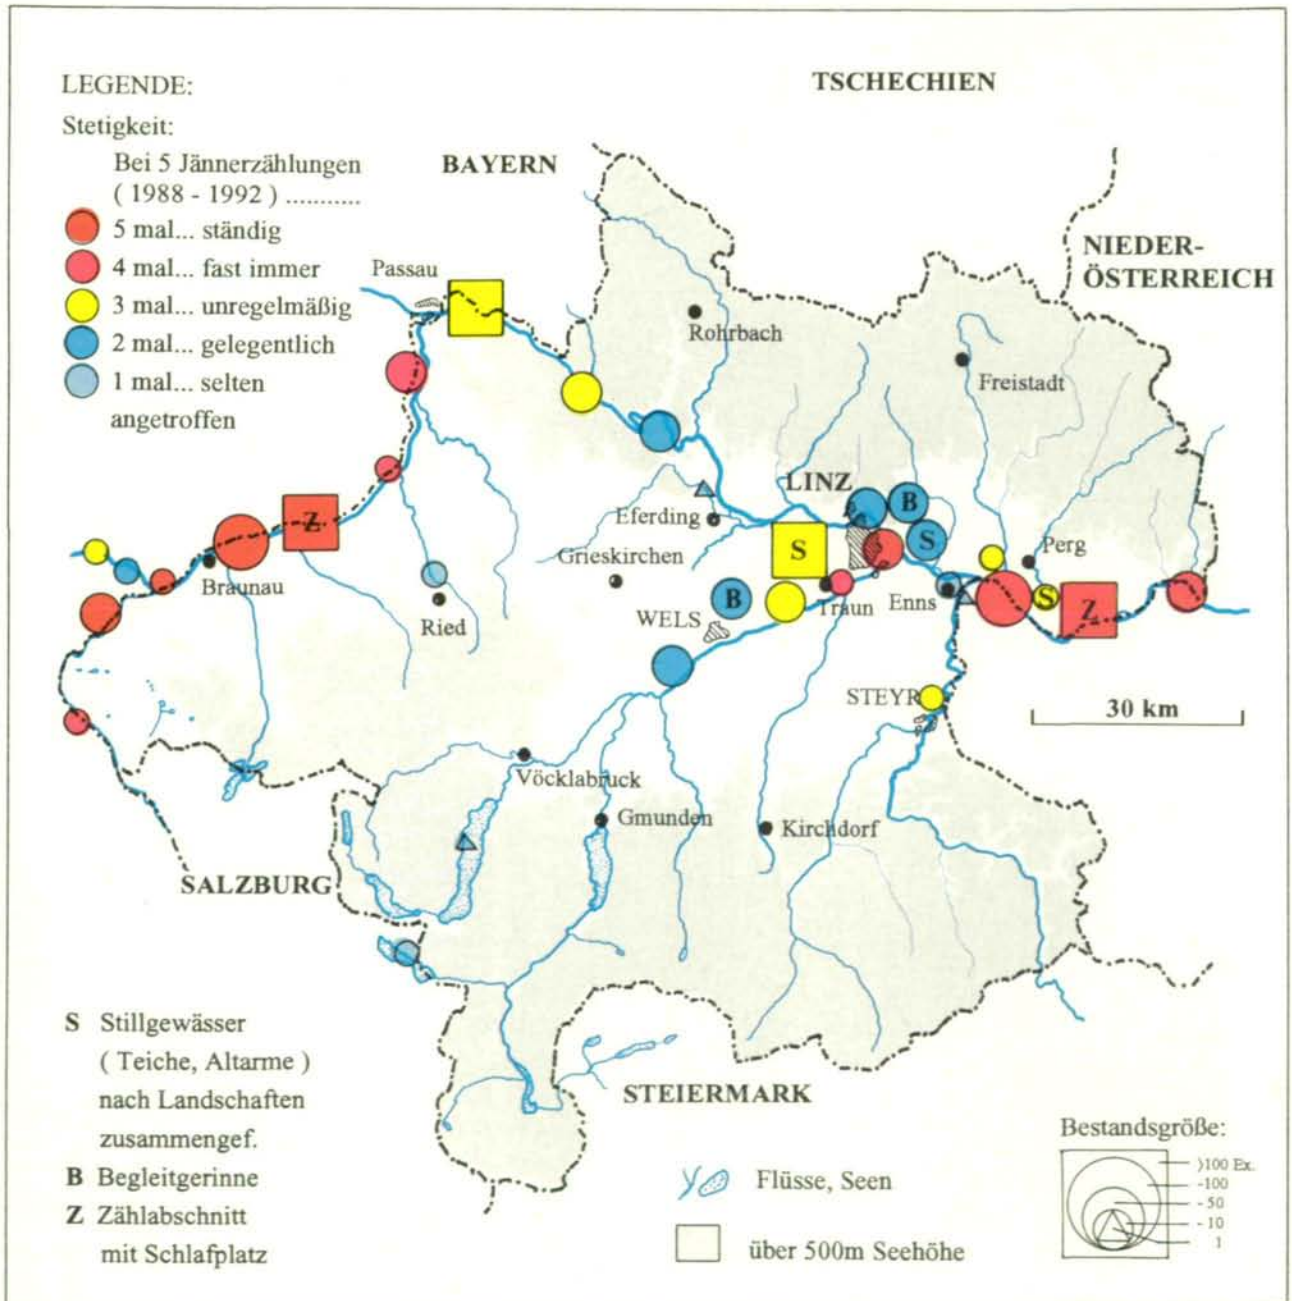 LEGENDE:
Stetigkeit:
Bei 5 Jännerzählungen
( 1988 - 1992 ) ...........
5 mal... ständig
4 mal... fast immer
3 mal... unregelmäßig
2 mal... gelegentlich
1 mal... selten
angetroffen
TSCHECHIEN
BAYERN
NIEDER-
ÖSTERREICH
Passau
Rohrbach
Freistadt
LINZ
B
S
Z
Eferding
S
Grieskirchen
Perg
Braunau
Ried
B
WELS
Traun
Enns
S
Z
STEYR
30 km
Vöcklabruck
Gmunden
Kirchdorf
SALZBURG
STEIERMARK
S Stillgewässer
( Teiche, Altarme )
nach Landschaften
zusammengef.
B Begleitgerinne
Z Zählabschnitt
mit Schlafplatz
Flüsse, Seen
über 500m Seehöhe
Bestandsgröße:
>100 Ex.
-100
-50
-10
1